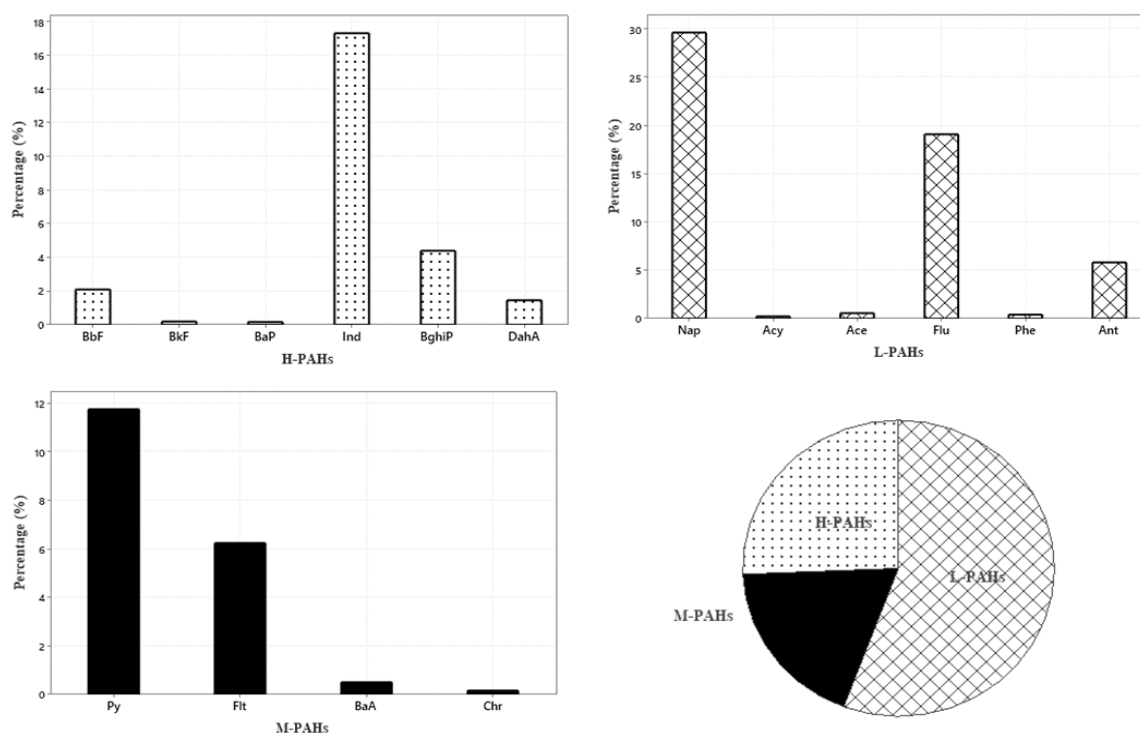 Percentage (%)
18
16
14
12
10
8
6
4
2
0
BbF BkF BaP Ind BghiP DahA
H-PAHs
Percentage (%)
30
25
20
15
10
5
0
Nap Acy Ace Flu Phe Ant
L-PAHs
Percentage (%)
12
10
8
6
4
2
0
Py Flt BaA Chr
M-PAHs
H-PAHs
L-PAHs
M-PAHs